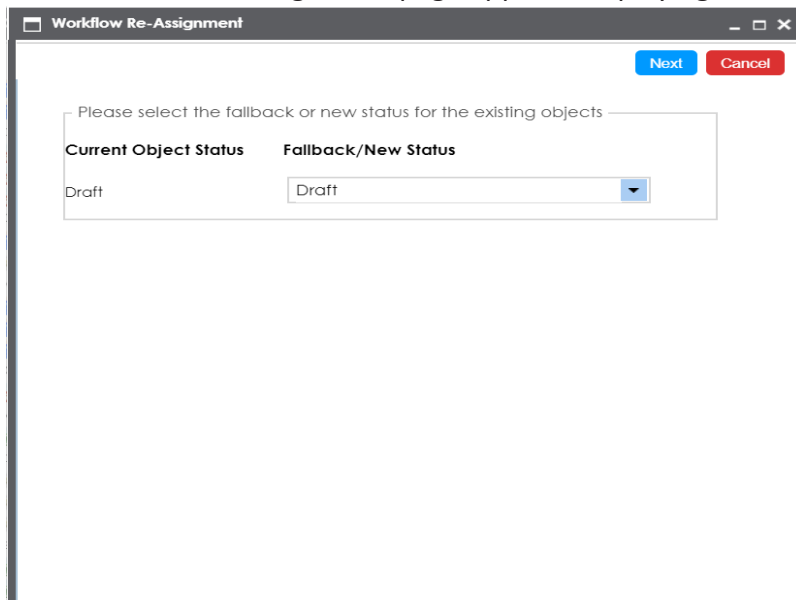 Workflow Re-Assignment
Next Cancel
Please select the fallback or new status for the existing objects
Current Object Status Fallback/New Status
Draft Draft